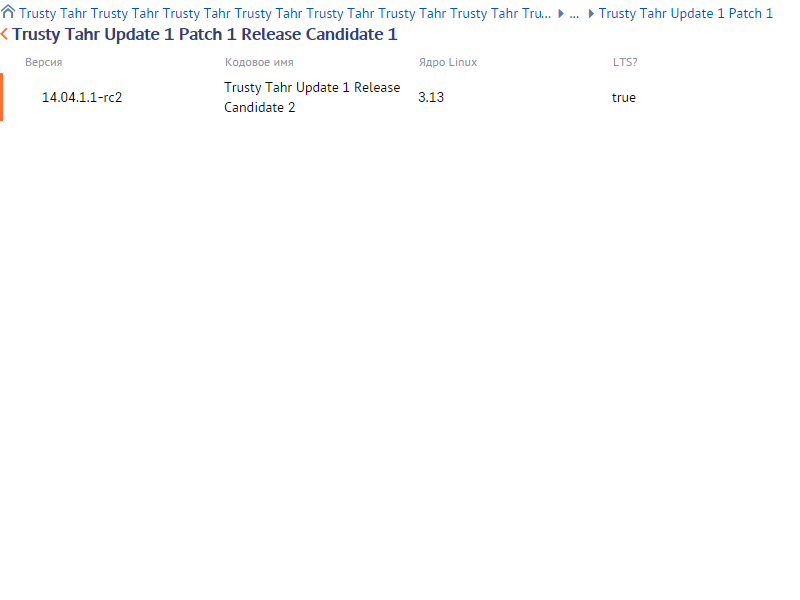 Trusty Tahr Trusty Tahr Trusty Tahr Trusty Tahr Trusty Tahr Trusty Tahr Trusty Tahr Tru... ... Trusty Tahr Update 1 Patch 1
Trusty Tahr Update 1 Patch 1 Release Candidate 1
Версия Кодовое имя Ядро Linux LTS?
14.04.1.1-rc2 Trusty Tahr Update 1 Release Candidate 2 3.13 true